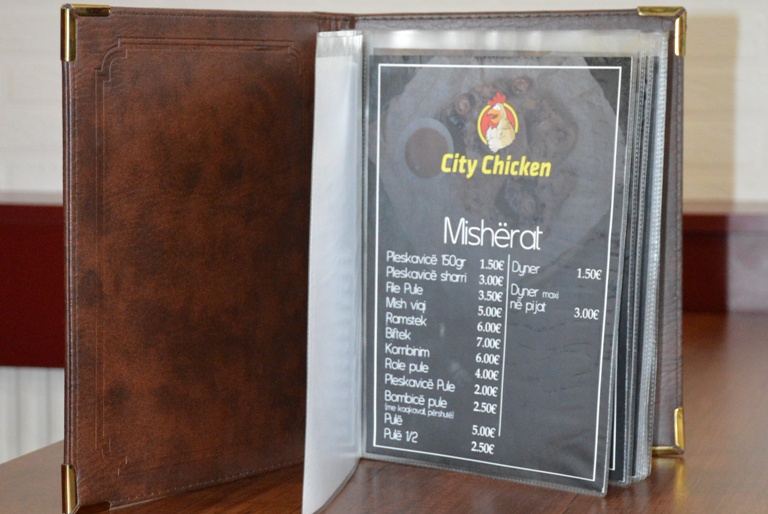 City Chicken
Mishërat
Pleskavicë 150gr 1.50€
Pleskavicë sharri 3.00€
File Pule 3.50€
Mish viqi 5.00€
Ramstek 6.00€
Biftek 7.00€
Kombinim 6.00€
Role pule 4.00€
Pleskavicë Pule 2.00€
Bombicë pule 2.50€
(me kaqkavall, përshutë)
Pulë 5.00€
Pulë 1/2 2.50€
Dyner 1.50€
Dyner maxi
në pijat 3.00€